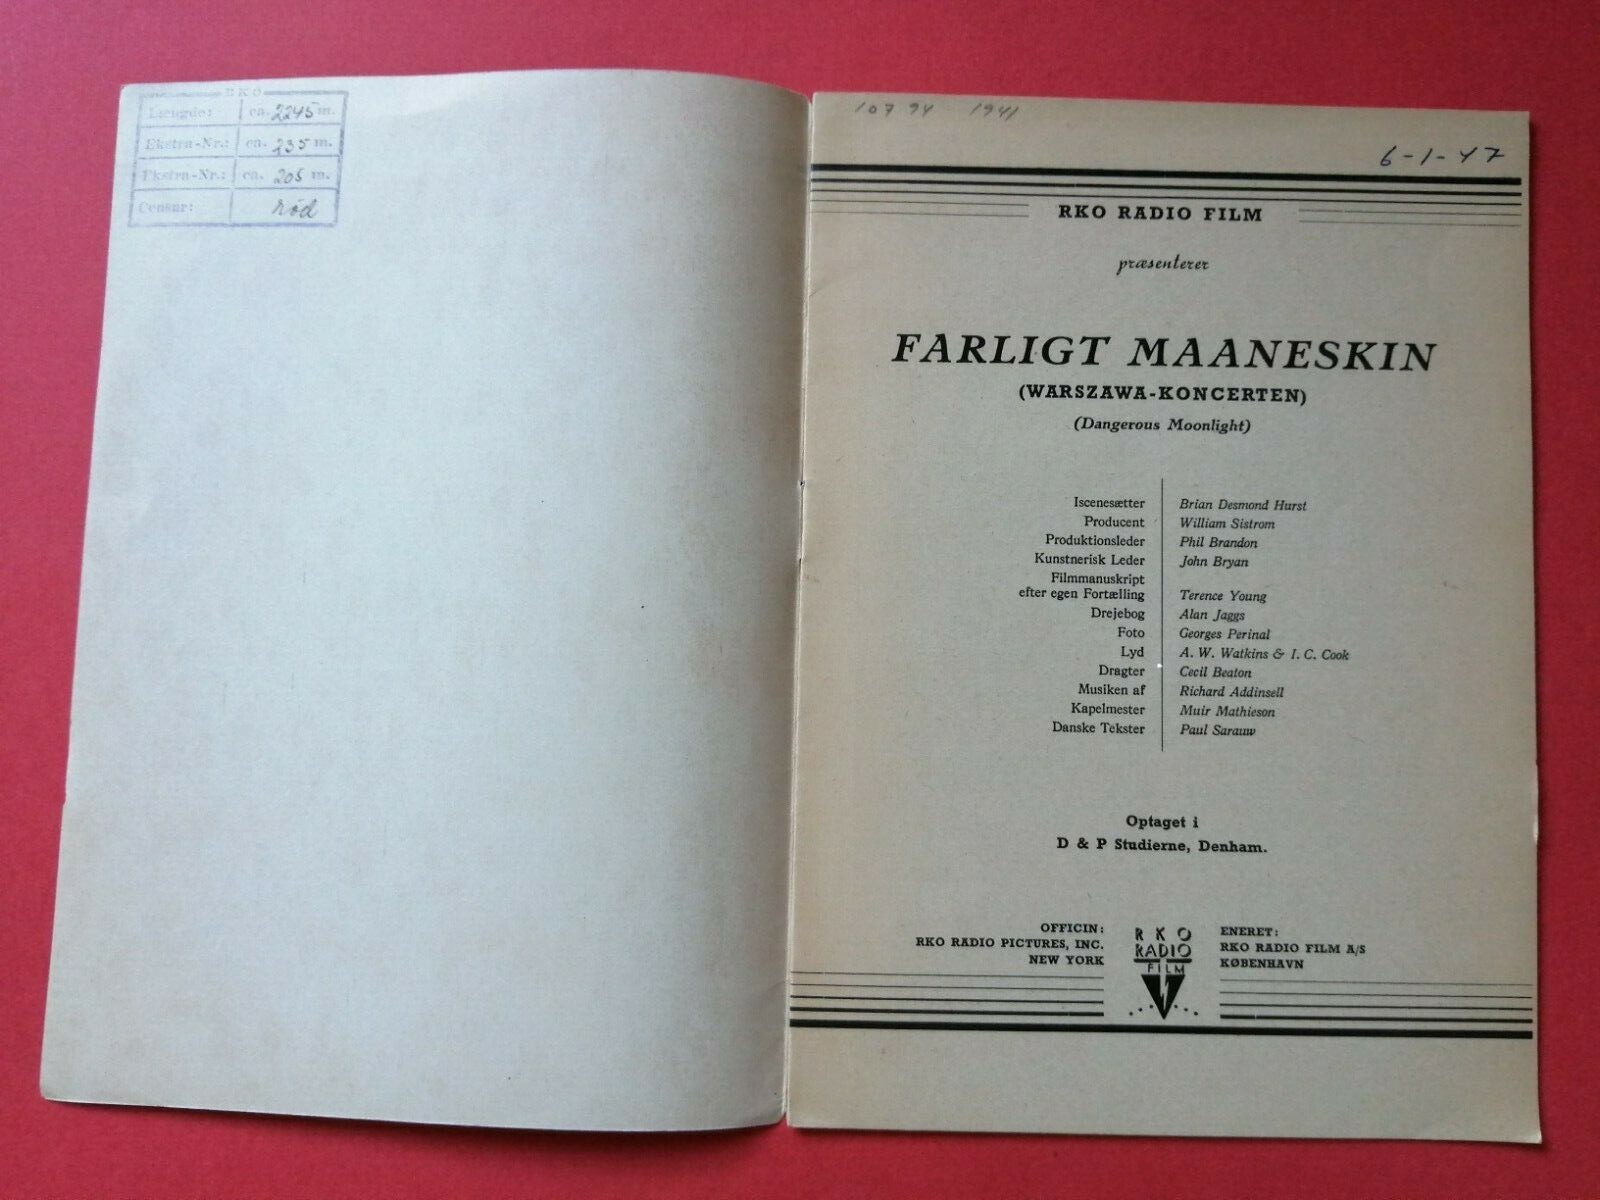 RKO
Længde: ca. 2245 m.
Ekstra-Nr.: ca. 235 m.
Ekstra-Nr.: ca. 205 m.
Censur: rød
107 94 1941
6-1-47
RKO RADIO FILM
præsenterer
FARLIGT MAANESKIN
(WARSZAWA-KONCERTEN)
(Dangerous Moonlight)
Iscenesætter Brian Desmond Hurst
Producent William Sistrom
Produktionsleder Phil Brandon
Kunstnerisk Leder John Bryan
Filmmanuskript
efter egen Fortælling Terence Young
Drejebog Alan Jaggs
Foto Georges Perinal
Lyd A. W. Watkins & I. C. Cook
Dragter Cecil Beaton
Musiken af Richard Addinsell
Kapelmester Muir Mathieson
Danske Tekster Paul Sarauw
Optaget i
D & P Studierne, Denham.
OFFICIN:
RKO RADIO PICTURES, INC.
NEW YORK
RKO
RADIO
FILM
ENERET:
RKO RADIO FILM A/S
KØBENHAVN